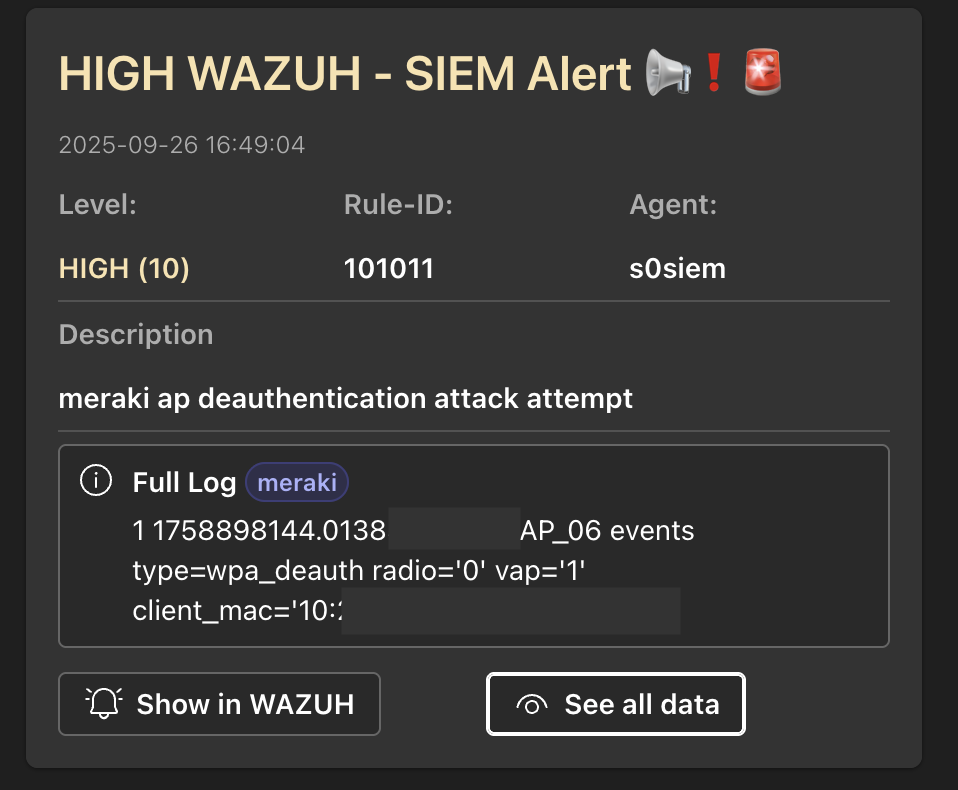 HIGH WAZUH - SIEM Alert 📢❗🚨
2025-09-26 16:49:04
Level: Rule-ID: Agent:
HIGH (10) 101011 s0siem
Description
meraki ap deauthentication attack attempt
Full Log meraki
1 1758898144.0138 AP_06 events
type=wpa_deauth radio='0' vap='1'
client_mac='10:
Show in WAZUH See all data